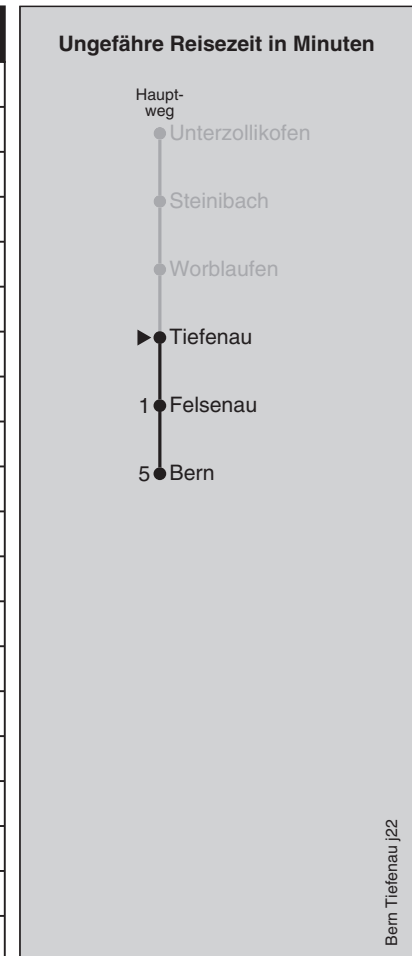 Ungefähre Reisezeit in Minuten
Haupt-
weg
Unterzollikofen
Steinibach
Worblaufen
Tiefenau
1 Felsenau
5 Bern
Bern Tiefenau j22